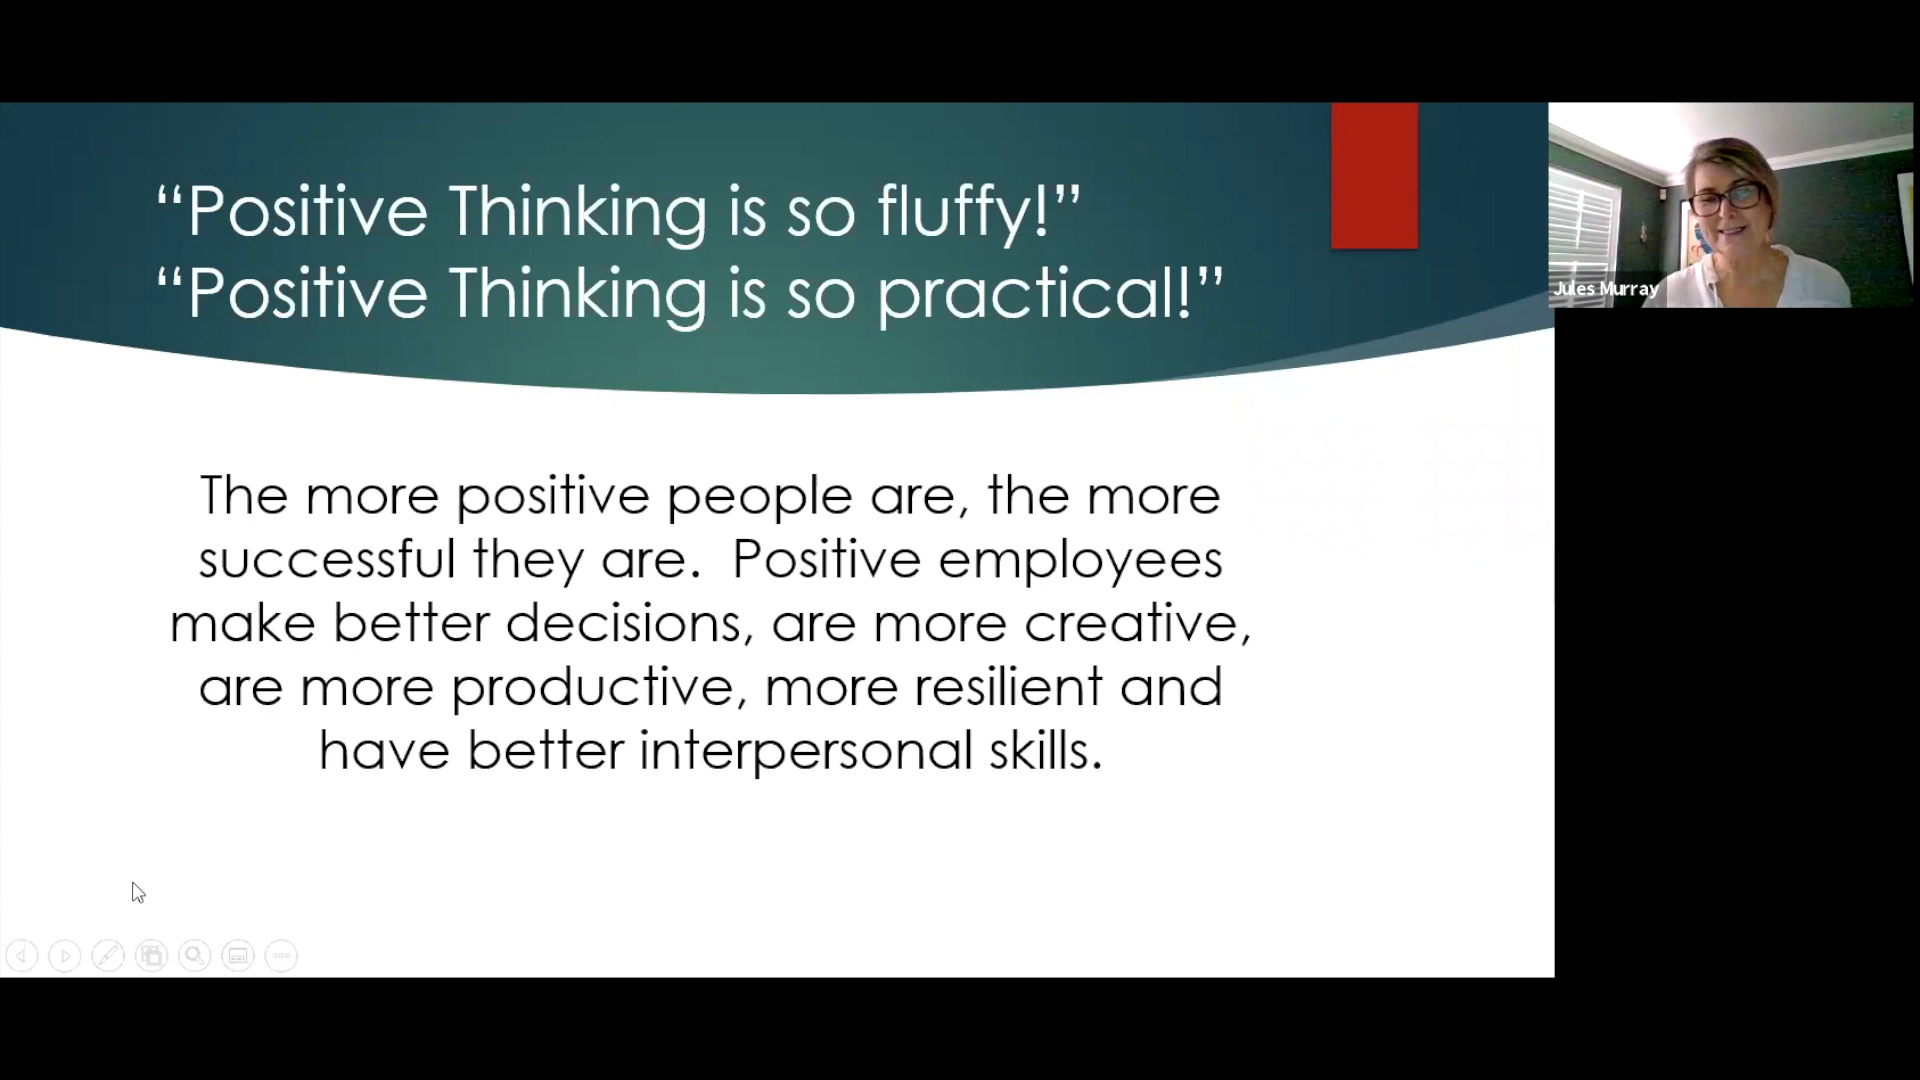 “Positive Thinking is so fluffy!”
“Positive Thinking is so practical!”
Jules Murray
The more positive people are, the more
successful they are.  Positive employees
make better decisions, are more creative,
are more productive, more resilient and
have better interpersonal skills.